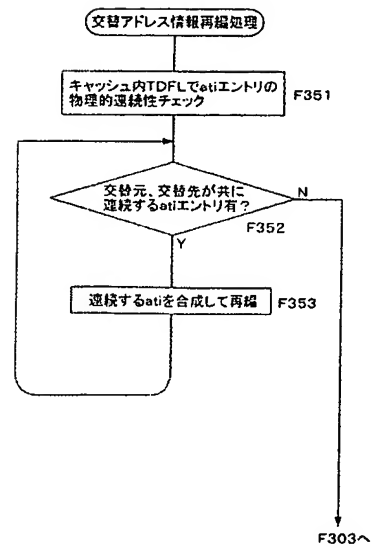 交替アドレス情報再編処理
キャッシュ内TDFLでatiエントリの
物理的連続性チェック
F351
交替元、交替先が共に
連続するatiエントリ有？
N
F352
Y
連続するatiを合成して再編
F353
F303へ